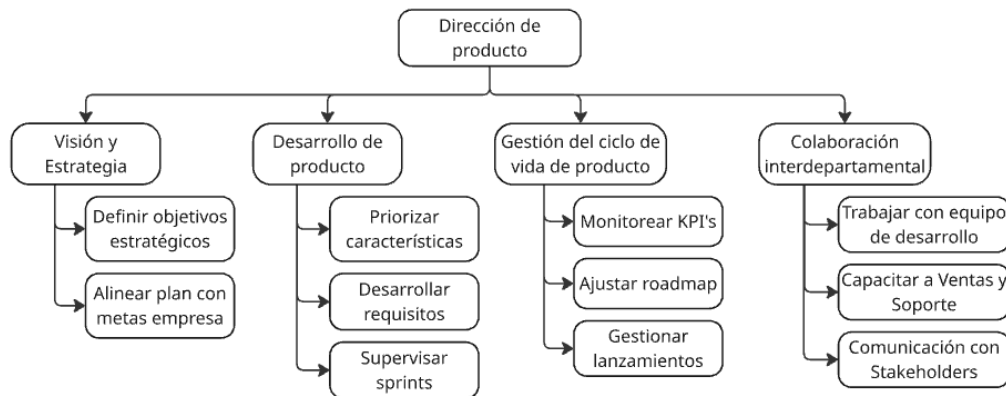 Dirección de
producto
Visión y
Estrategia
Definir objetivos
estratégicos
Alinear plan con
metas empresa
Desarrollo de
producto
Priorizar
características
Desarrollar
requisitos
Supervisar
sprints
Gestión del ciclo de
vida de producto
Monitorear KPI's
Ajustar roadmap
Gestionar
lanzamientos
Colaboración
interdepartamental
Trabajar con equipo
de desarrollo
Capacitar a Ventas y
Soporte
Comunicación con
Stakeholders